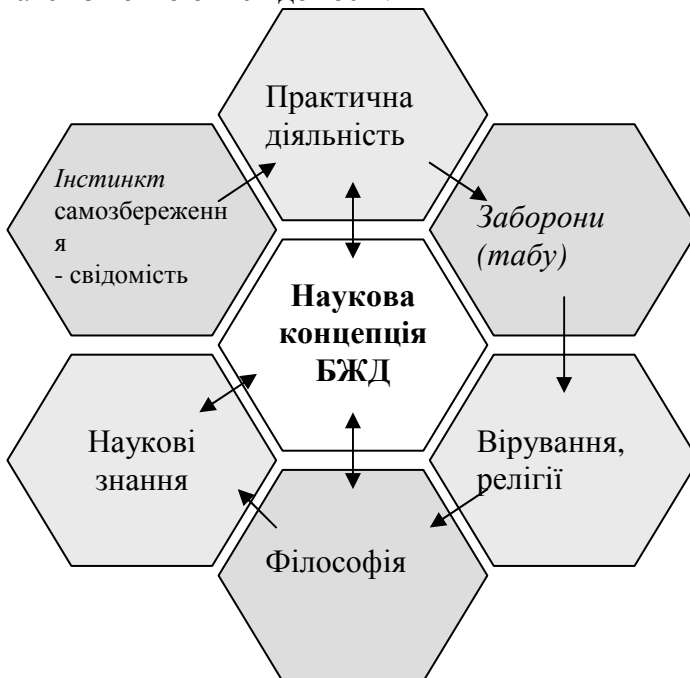 Практична
діяльність
Інстинкт
самозбереженн
я
- свідомість
Заборони
(табу)
Наукова
концепція
БЖД
Наукові
знання
Вірування,
релігії
Філософія